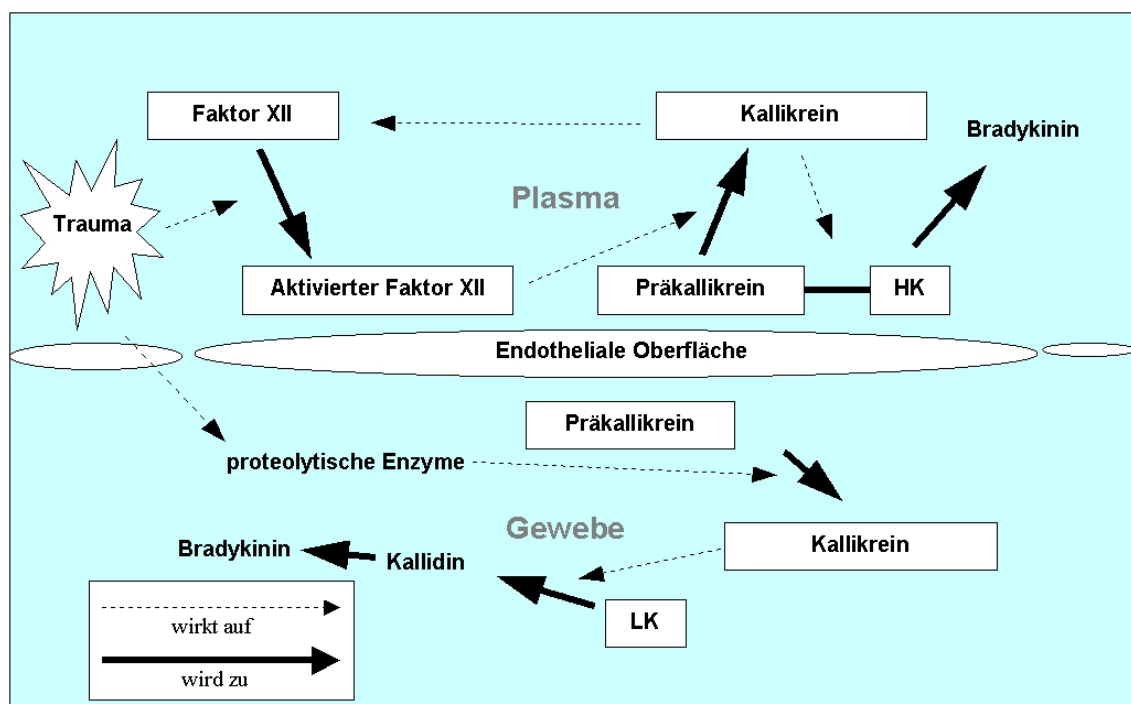 Faktor XII
Kallikrein
Bradykinin
Plasma
Trauma
Aktivierter Faktor XII
Präkallikrein
HK
Endotheliale Oberfläche
Präkallikrein
proteolytische Enzyme
Gewebe
Kallikrein
Bradykinin
Kallidin
LK
wirkt auf
wird zu